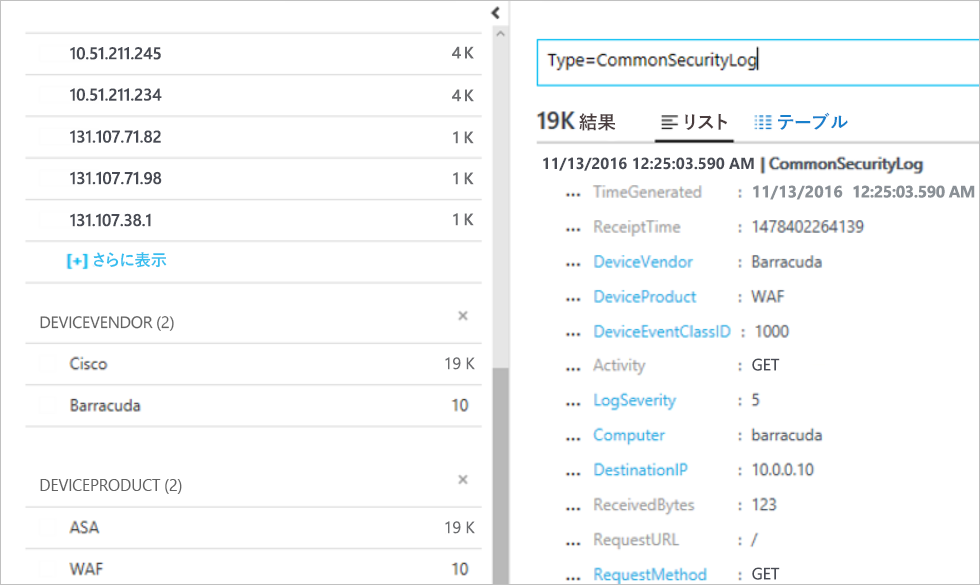 10.51.211.245 4 K
10.51.211.234 4 K
131.107.71.82 1 K
131.107.71.98 1 K
131.107.38.1 1 K
[+] さらに表示
DEVICEVENDOR (2) ×
Cisco 19 K
Barracuda 10
DEVICEPRODUCT (2) ×
ASA 19 K
WAF 10
Type=CommonSecurityLog
19K 結果 リスト テーブル
11/13/2016 12:25:03.590 AM | CommonSecurityLog
... TimeGenerated : 11/13/2016 12:25:03.590 AM
... ReceiptTime : 1478402264139
... DeviceVendor : Barracuda
... DeviceProduct : WAF
... DeviceEventClassID : 1000
... Activity : GET
... LogSeverity : 5
... Computer : barracuda
... DestinationIP : 10.0.0.10
... ReceivedBytes : 123
... RequestURL : /
... RequestMethod : GET